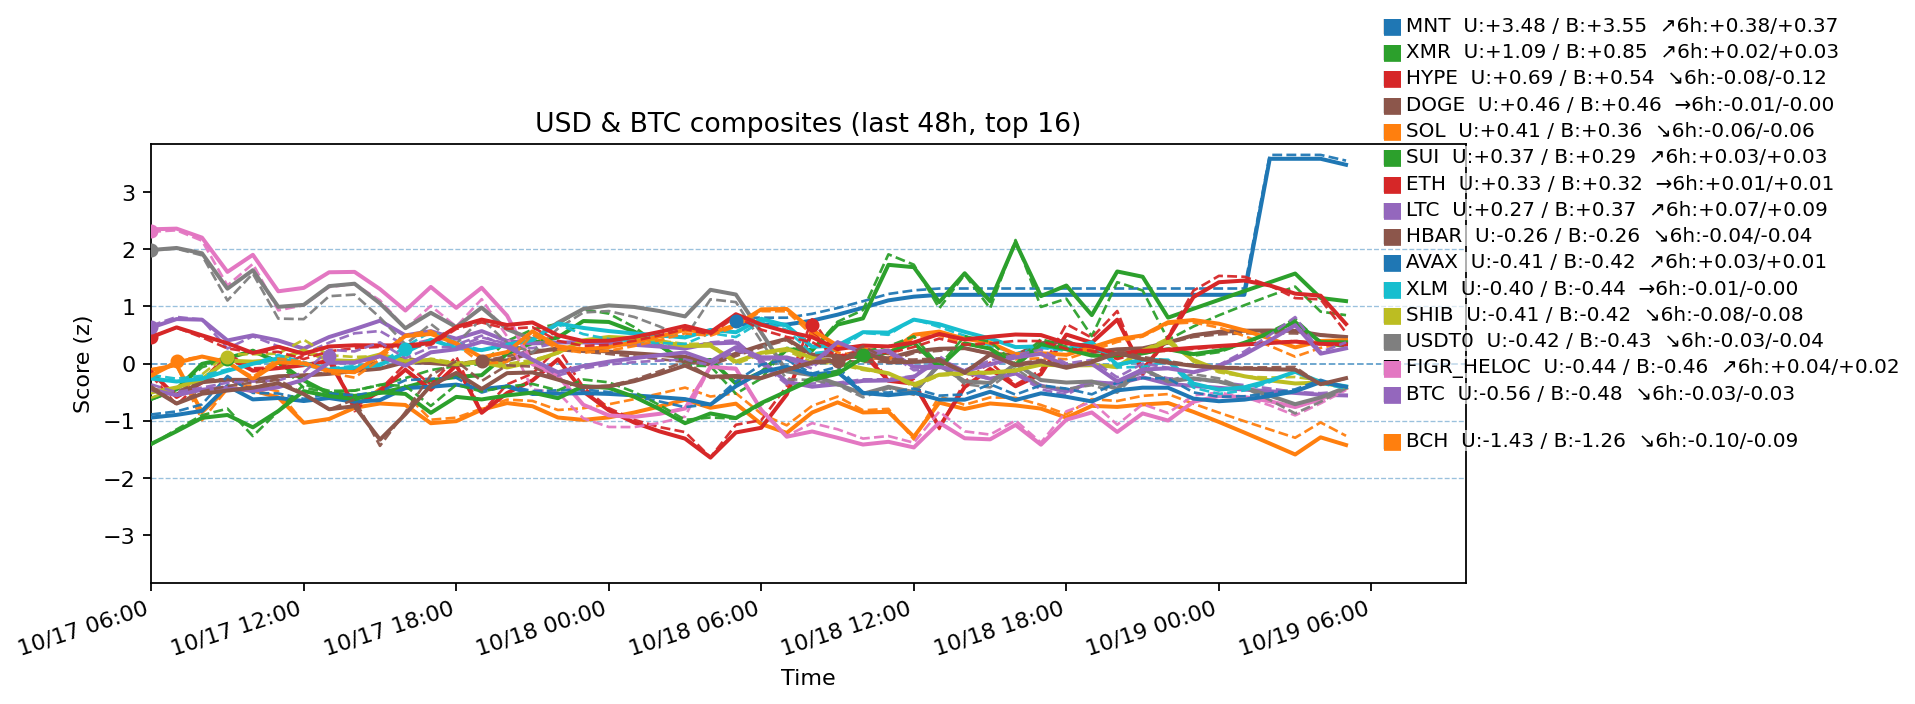 MNT  U:+3.48 / B:+3.55  ↗6h:+0.38/+0.37
XMR  U:+1.09 / B:+0.85  ↗6h:+0.02/+0.03
HYPE  U:+0.69 / B:+0.54  ↘6h:-0.08/-0.12
DOGE  U:+0.46 / B:+0.46  →6h:-0.01/-0.00
SOL  U:+0.41 / B:+0.36  ↘6h:-0.06/-0.06
SUI  U:+0.37 / B:+0.29  ↗6h:+0.03/+0.03
ETH  U:+0.33 / B:+0.32  →6h:+0.01/+0.01
LTC  U:+0.27 / B:+0.37  ↗6h:+0.07/+0.09
HBAR  U:-0.26 / B:-0.26  ↘6h:-0.04/-0.04
AVAX  U:-0.41 / B:-0.42  ↗6h:+0.03/+0.01
XLM  U:-0.40 / B:-0.44  →6h:-0.01/-0.00
SHIB  U:-0.41 / B:-0.42  ↘6h:-0.08/-0.08
USDT0  U:-0.42 / B:-0.43  ↘6h:-0.03/-0.04
FIGR_HELOC  U:-0.44 / B:-0.46  ↗6h:+0.04/+0.02
BTC  U:-0.56 / B:-0.48  ↘6h:-0.03/-0.03
BCH  U:-1.43 / B:-1.26  ↘6h:-0.10/-0.09
USD & BTC composites (last 48h, top 16)
Score (z)
3
2
1
0
−1
−2
−3
10/17 06:00
10/17 12:00
10/17 18:00
10/18 00:00
10/18 06:00
10/18 12:00
10/18 18:00
10/19 00:00
10/19 06:00
Time